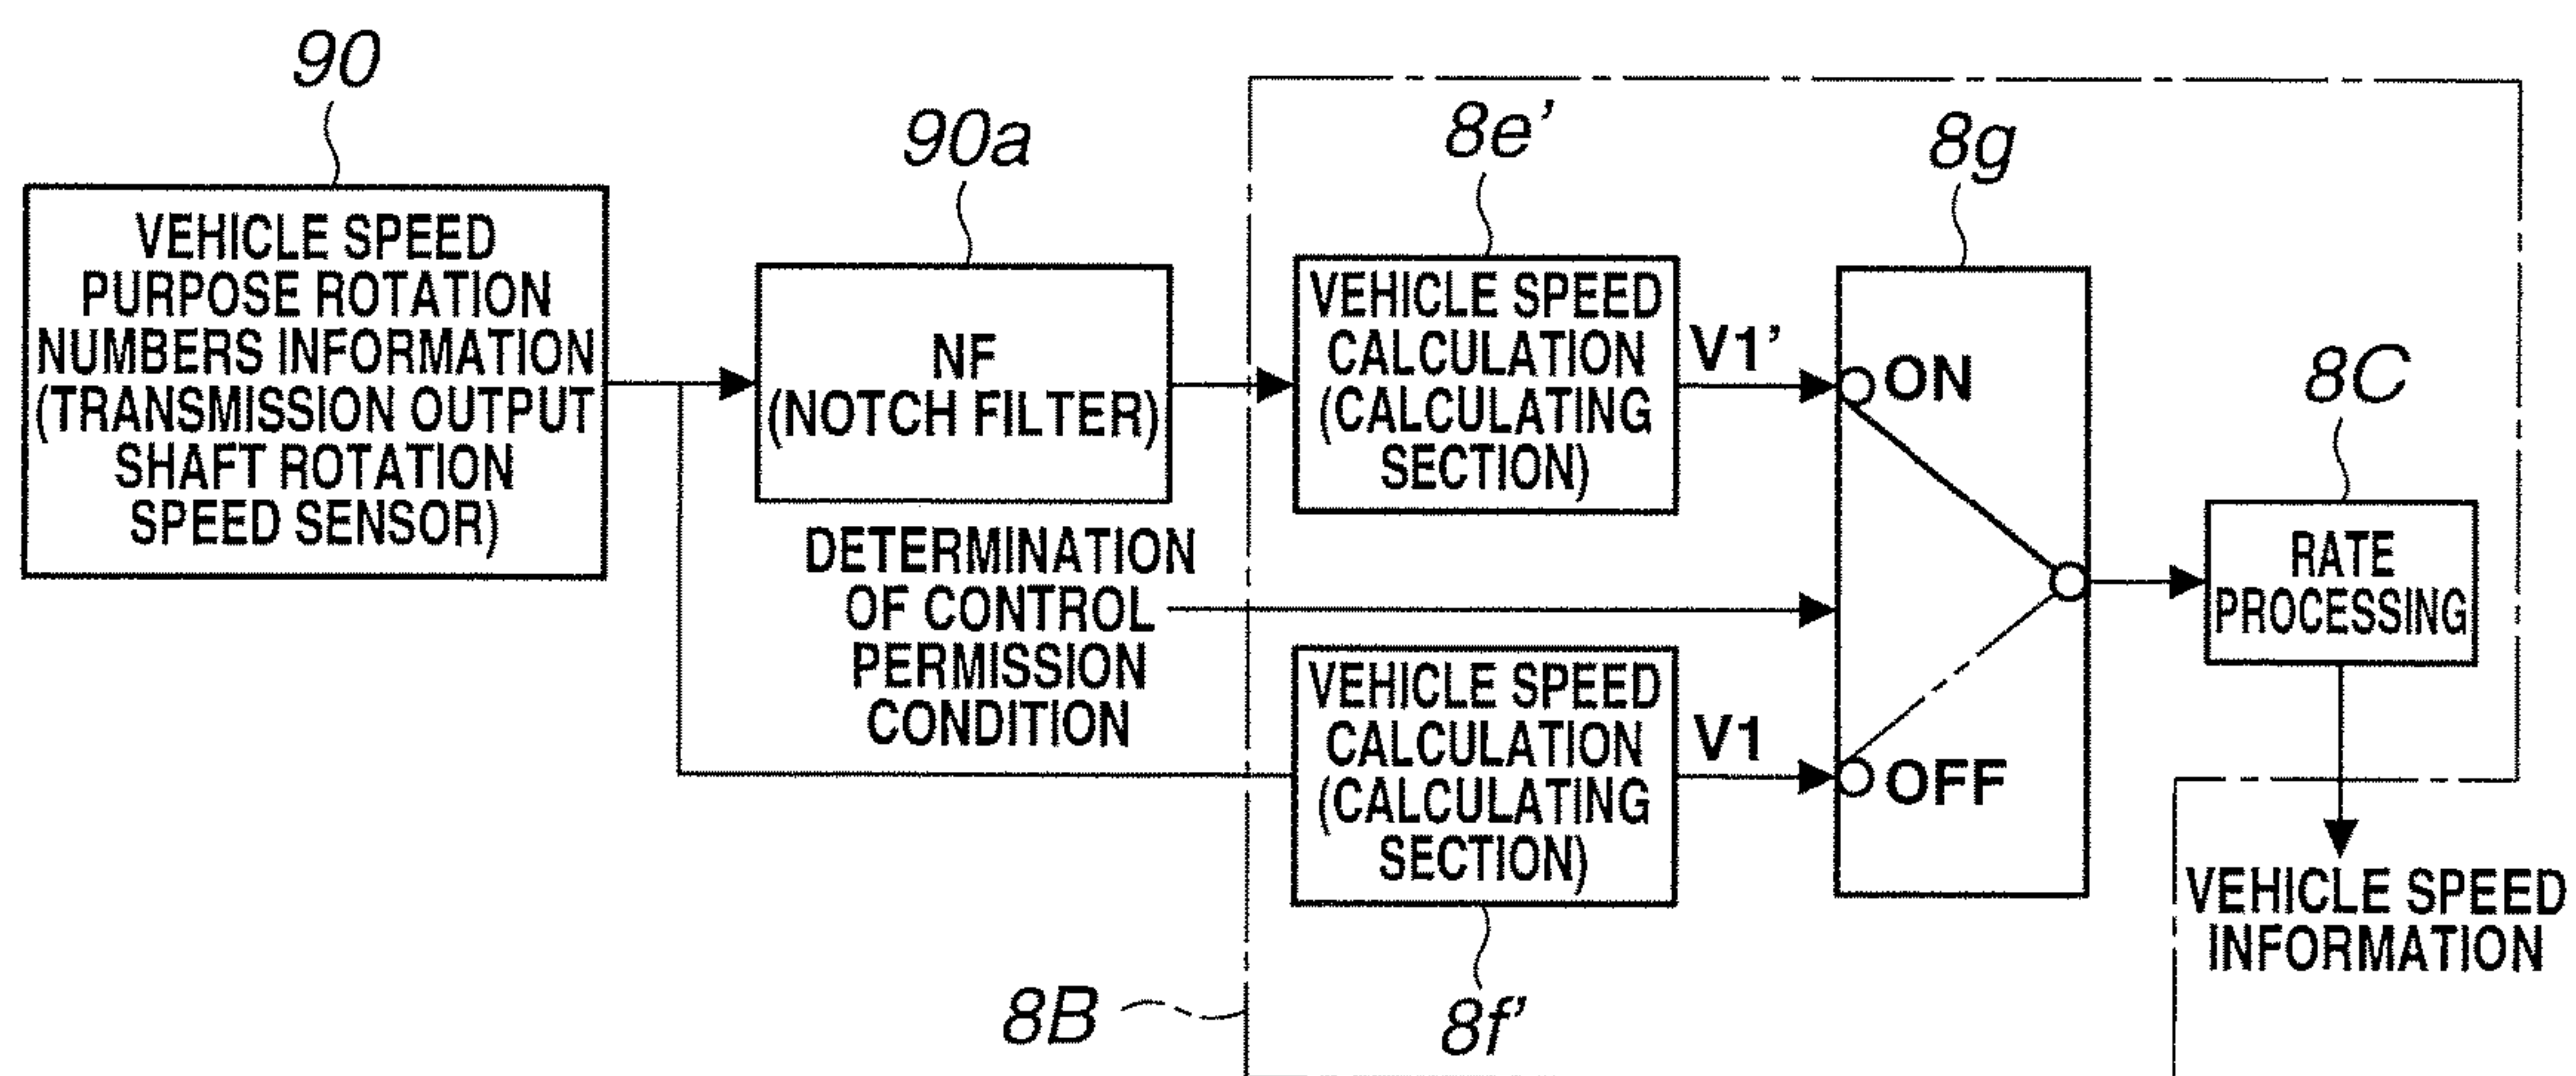 90
VEHICLE SPEED
PURPOSE ROTATION
NUMBERS INFORMATION
(TRANSMISSION OUTPUT
SHAFT ROTATION
SPEED SENSOR)
90a
NF
(NOTCH FILTER)
DETERMINATION
OF CONTROL
PERMISSION
CONDITION
8e'
VEHICLE SPEED
CALCULATION
(CALCULATING
SECTION)
V1'
8g
ON
OFF
VEHICLE SPEED
CALCULATION
(CALCULATING
SECTION)
V1
8f'
8B
8C
RATE
PROCESSING
VEHICLE SPEED
INFORMATION